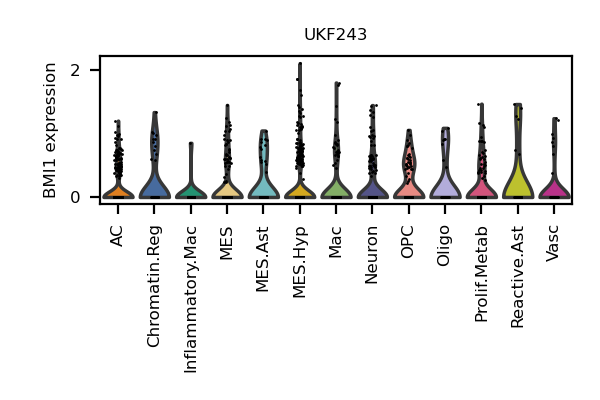 UKF243
BMI1 expression
2
0
AC
Chromatin.Reg
Inflammatory.Mac
MES
MES.Ast
MES.Hyp
Mac
Neuron
OPC
Oligo
Prolif.Metab
Reactive.Ast
Vasc